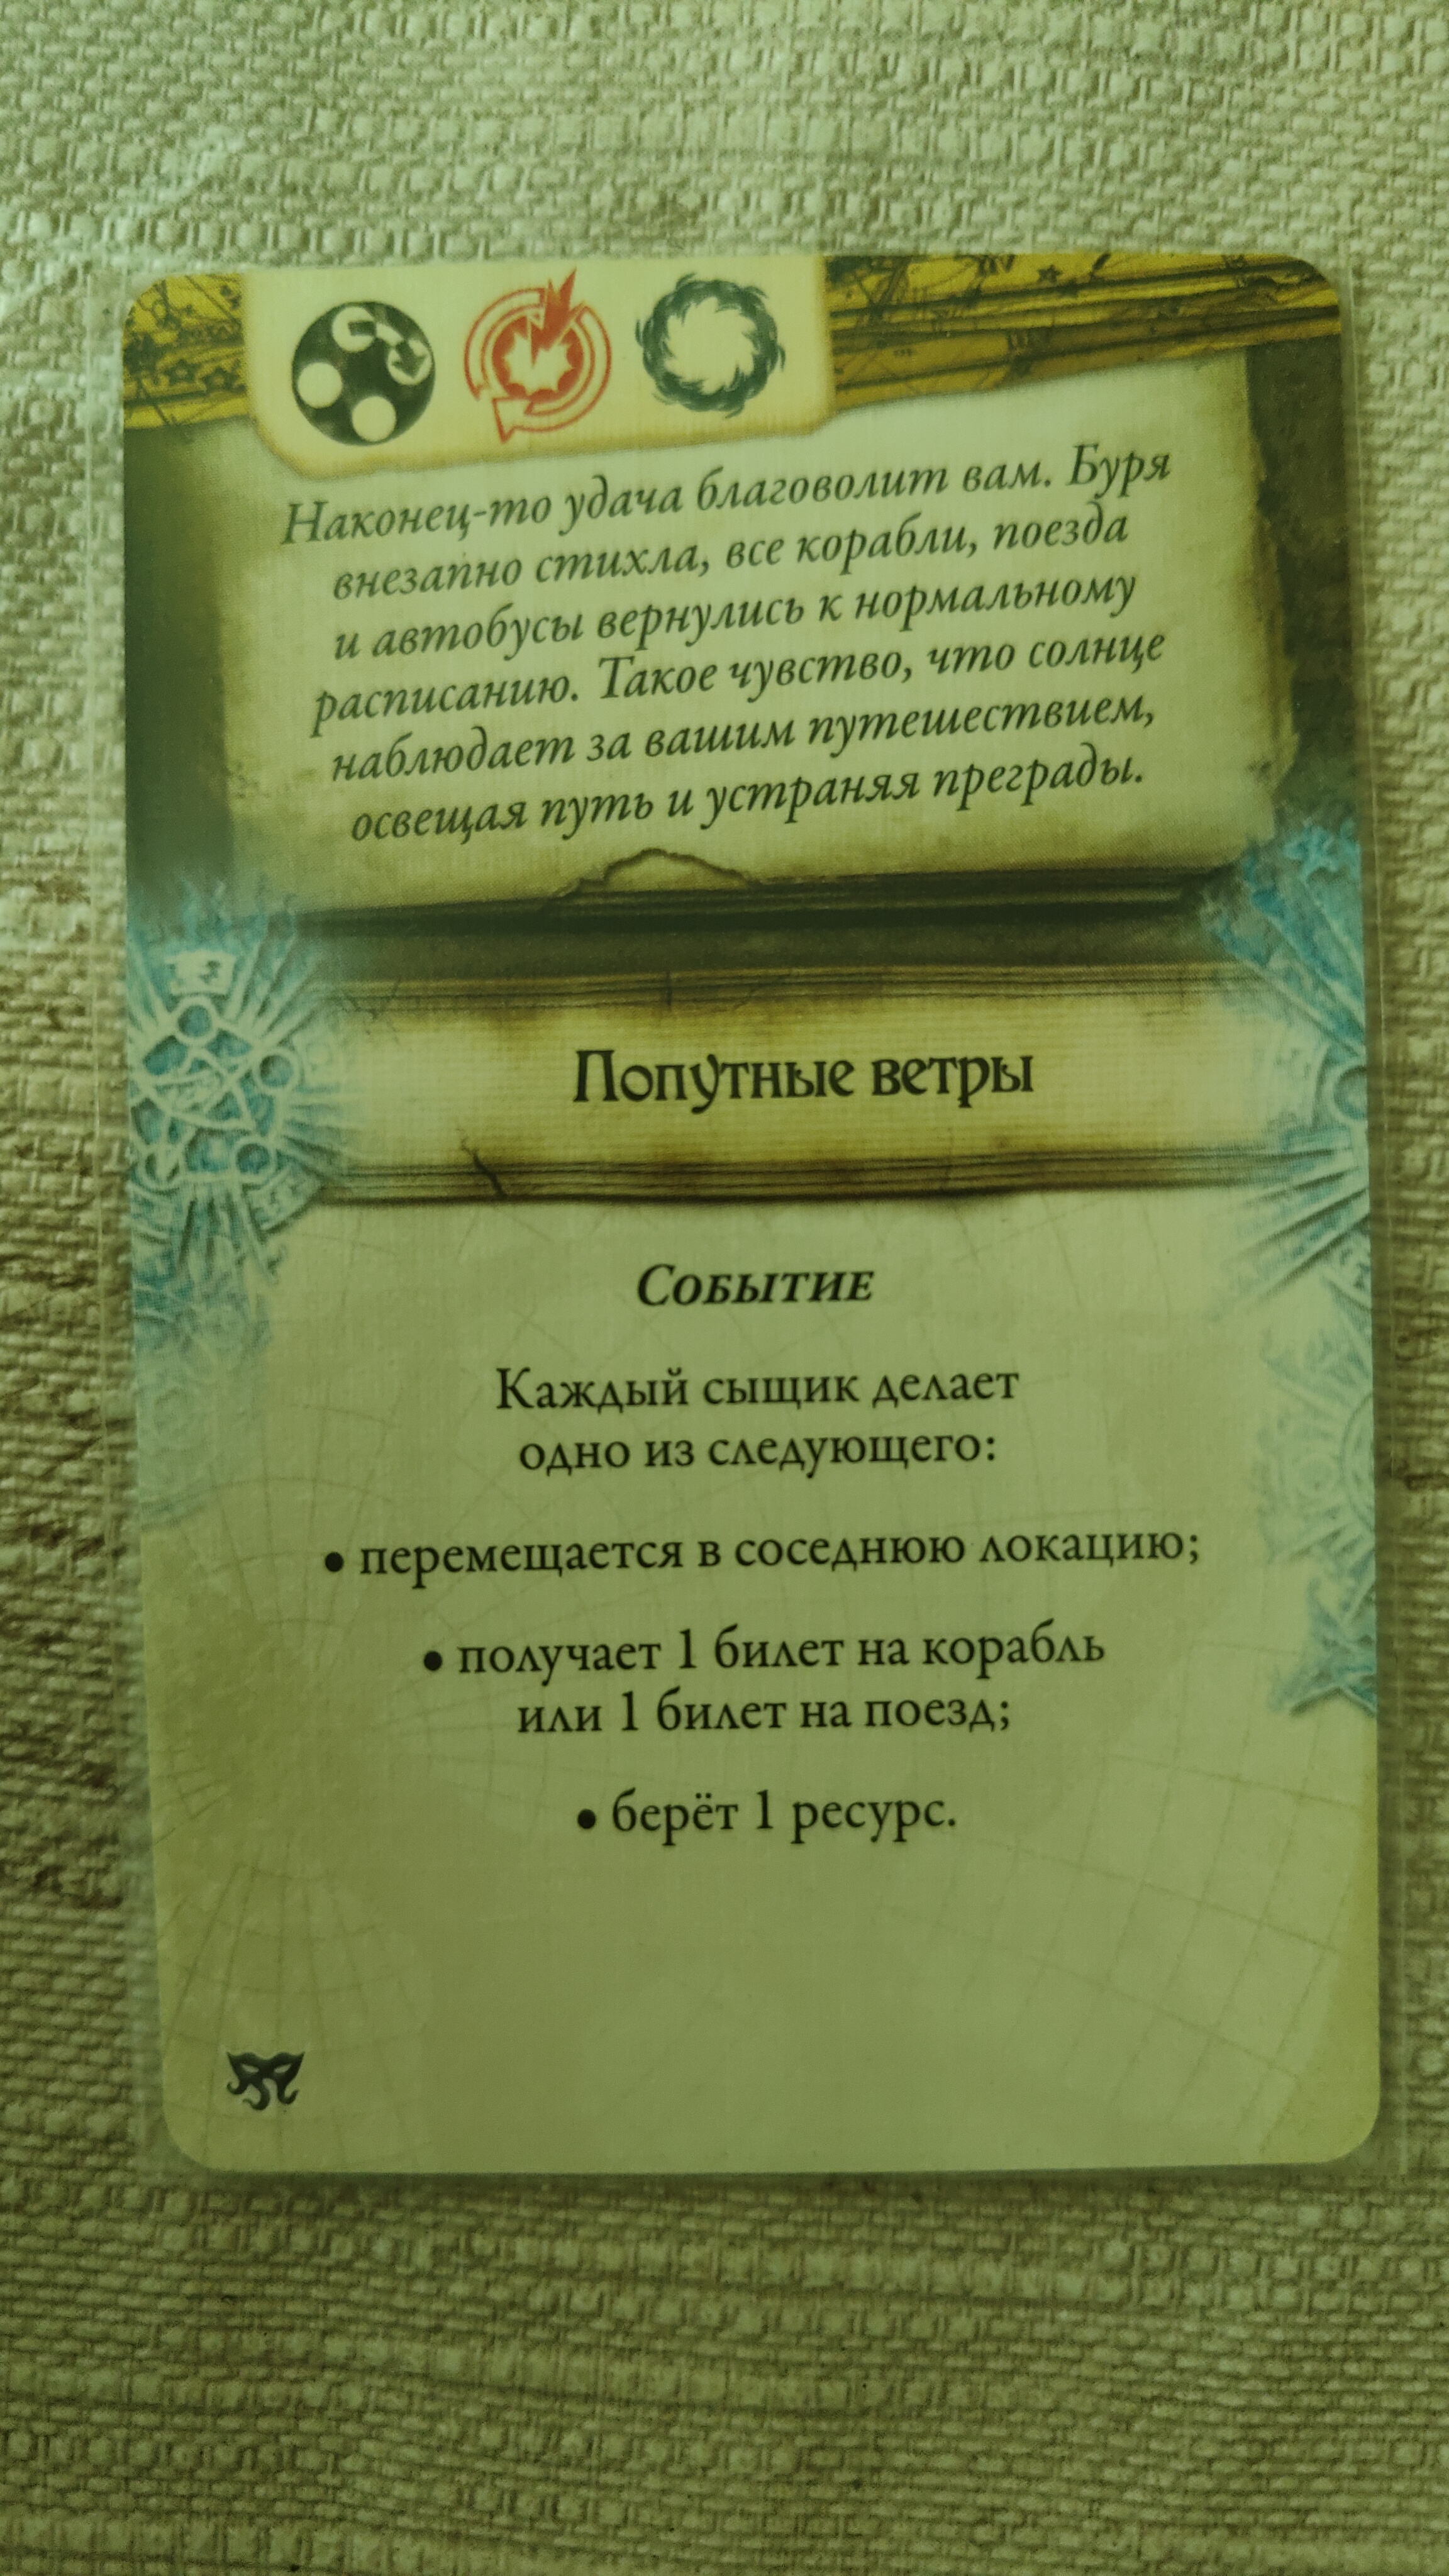 Наконец-то удача благоволит вам. Буря
внезапно стихла, все корабли, поезда
и автобусы вернулись к нормальному
расписанию. Такое чувство, что солнце
наблюдает за вашим путешествием,
освещая путь и устраняя преграды.
Попутные ветры
Событие
Каждый сыщик делает
одно из следующего:
• перемещается в соседнюю локацию;
• получает 1 билет на корабль
или 1 билет на поезд;
• берёт 1 ресурс.